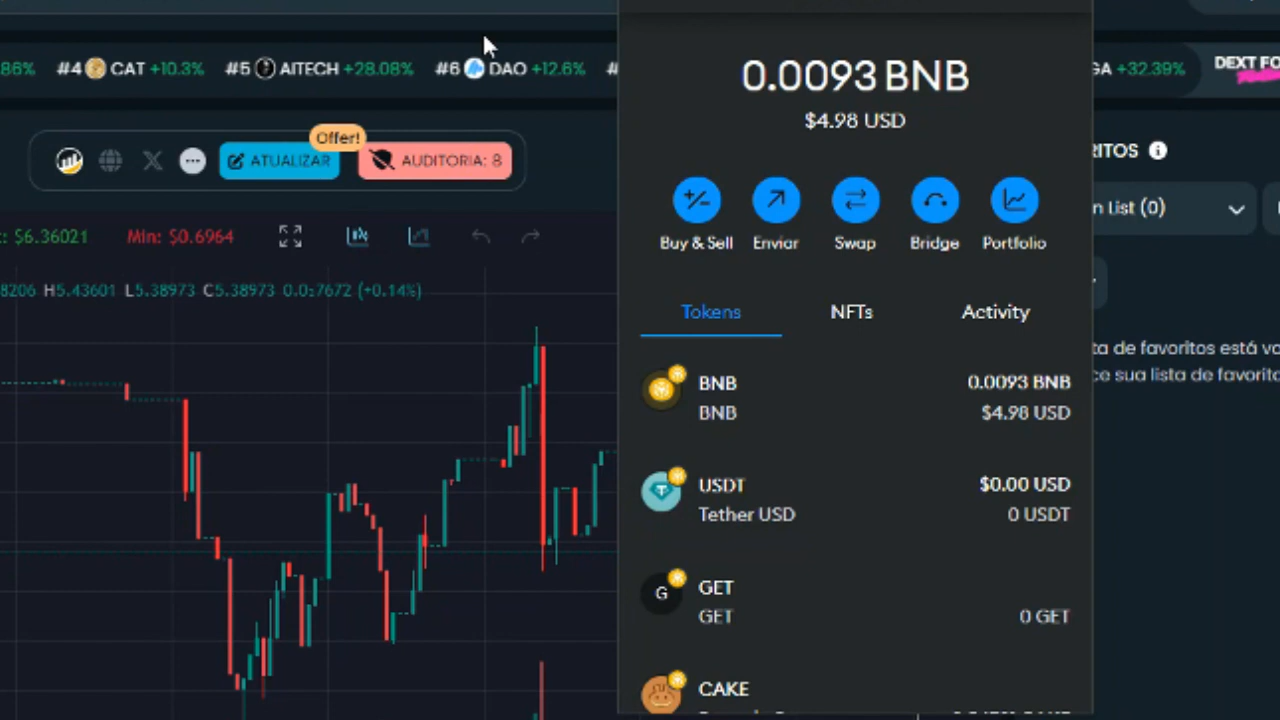 86% #4 CAT +10.3% #5 AITECH +28.08% #6 DAO +12.6%
GA +32.39% DEXT FO
Offer!
ATUALIZAR AUDITORIA: 8
: $6.36021 Min: $0.6964
8206 H5.43601 L5.38973 C5.38973 0.0₂7672 (+0.14%)
0.0093 BNB
$4.98 USD
Buy & Sell Enviar Swap Bridge Portfolio
Tokens NFTs Activity
BNB 0.0093 BNB
BNB $4.98 USD
USDT $0.00 USD
Tether USD 0 USDT
G
GET
GET 0 GET
CAKE
RITOS
n List (0)
ta de favoritos está va
ce sua lista de favorito